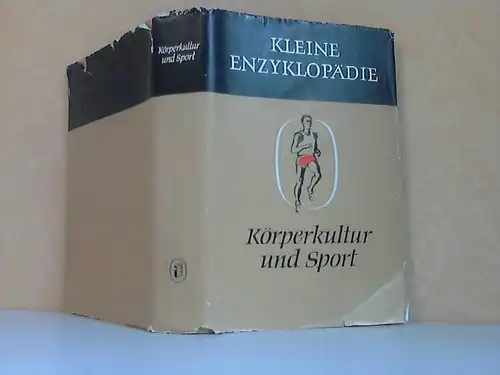 Körperkultur
und Sport
KLEINE
ENZYKLOPÄDIE
Körperkultur
und Sport